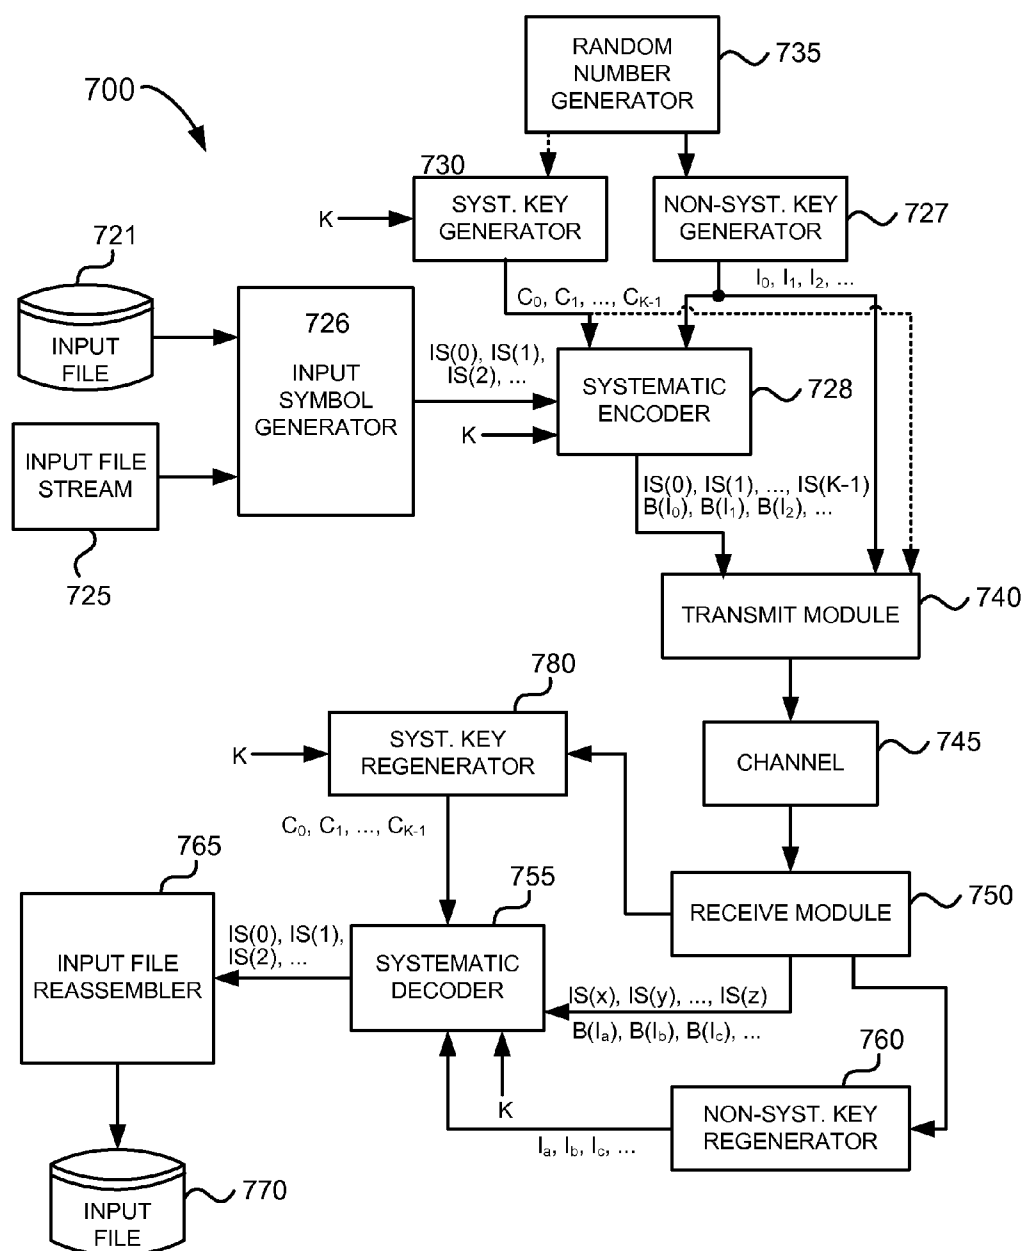 RANDOM
NUMBER
GENERATOR
735
700
730
SYST. KEY
GENERATOR
K
NON-SYST. KEY
GENERATOR
727
721
INPUT
FILE
C0, C1, ..., CK-1
I0, I1, I2, ...
726
INPUT
SYMBOL
GENERATOR
IS(0), IS(1),
IS(2), ...
K
SYSTEMATIC
ENCODER
728
INPUT FILE
STREAM
725
IS(0), IS(1), ..., IS(K-1)
B(I0), B(I1), B(I2), ...
TRANSMIT MODULE
740
780
SYST. KEY
REGENERATOR
K
CHANNEL
745
C0, C1, ..., CK-1
765
755
RECEIVE MODULE
750
INPUT FILE
REASSEMBLER
IS(0), IS(1),
IS(2), ...
SYSTEMATIC
DECODER
IS(x), IS(y), ..., IS(z)
B(Ia), B(Ib), B(Ic), ...
760
K
NON-SYST. KEY
REGENERATOR
Ia, Ib, Ic, ...
INPUT
FILE
770